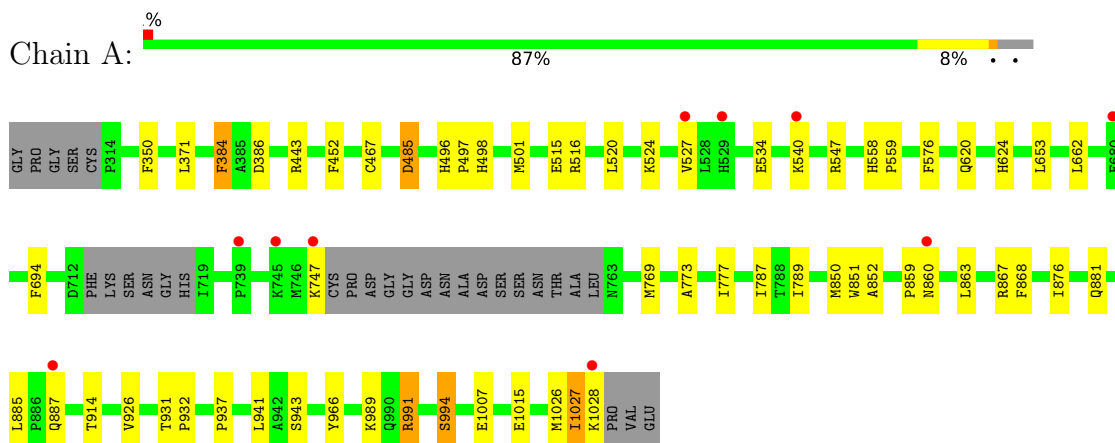 .%
Chain A:
87% 8% • •
GLY PRO GLY SER CYS P314 F350 L371 F384 A385 D386 R443 F452 C467 D485 H496 P497 H498 M501 E515 R516 L520 K524 V527 L528 H529 E534 K540 R547 H558 P559 F576 Q620 H624 L653 L662 E680
F694 D712 PHE LYS SER ASN GLY HIS I719 P739 K745 M746 K747 CYS PRO ASP GLY GLY ASP ASN ALA ASP SER SER ASN THR ALA LEU N763 M769 A773 I777 I787 T788 I789 M850 W851 A852 P859 N860 L863 R867 F868 I876 Q881
L885 P886 Q887 T914 V926 T931 P932 P937 L941 A942 S943 Y966 K989 Q990 R991 S994 E1007 E1015 M1026 I1027 K1028 PRO VAL GLU